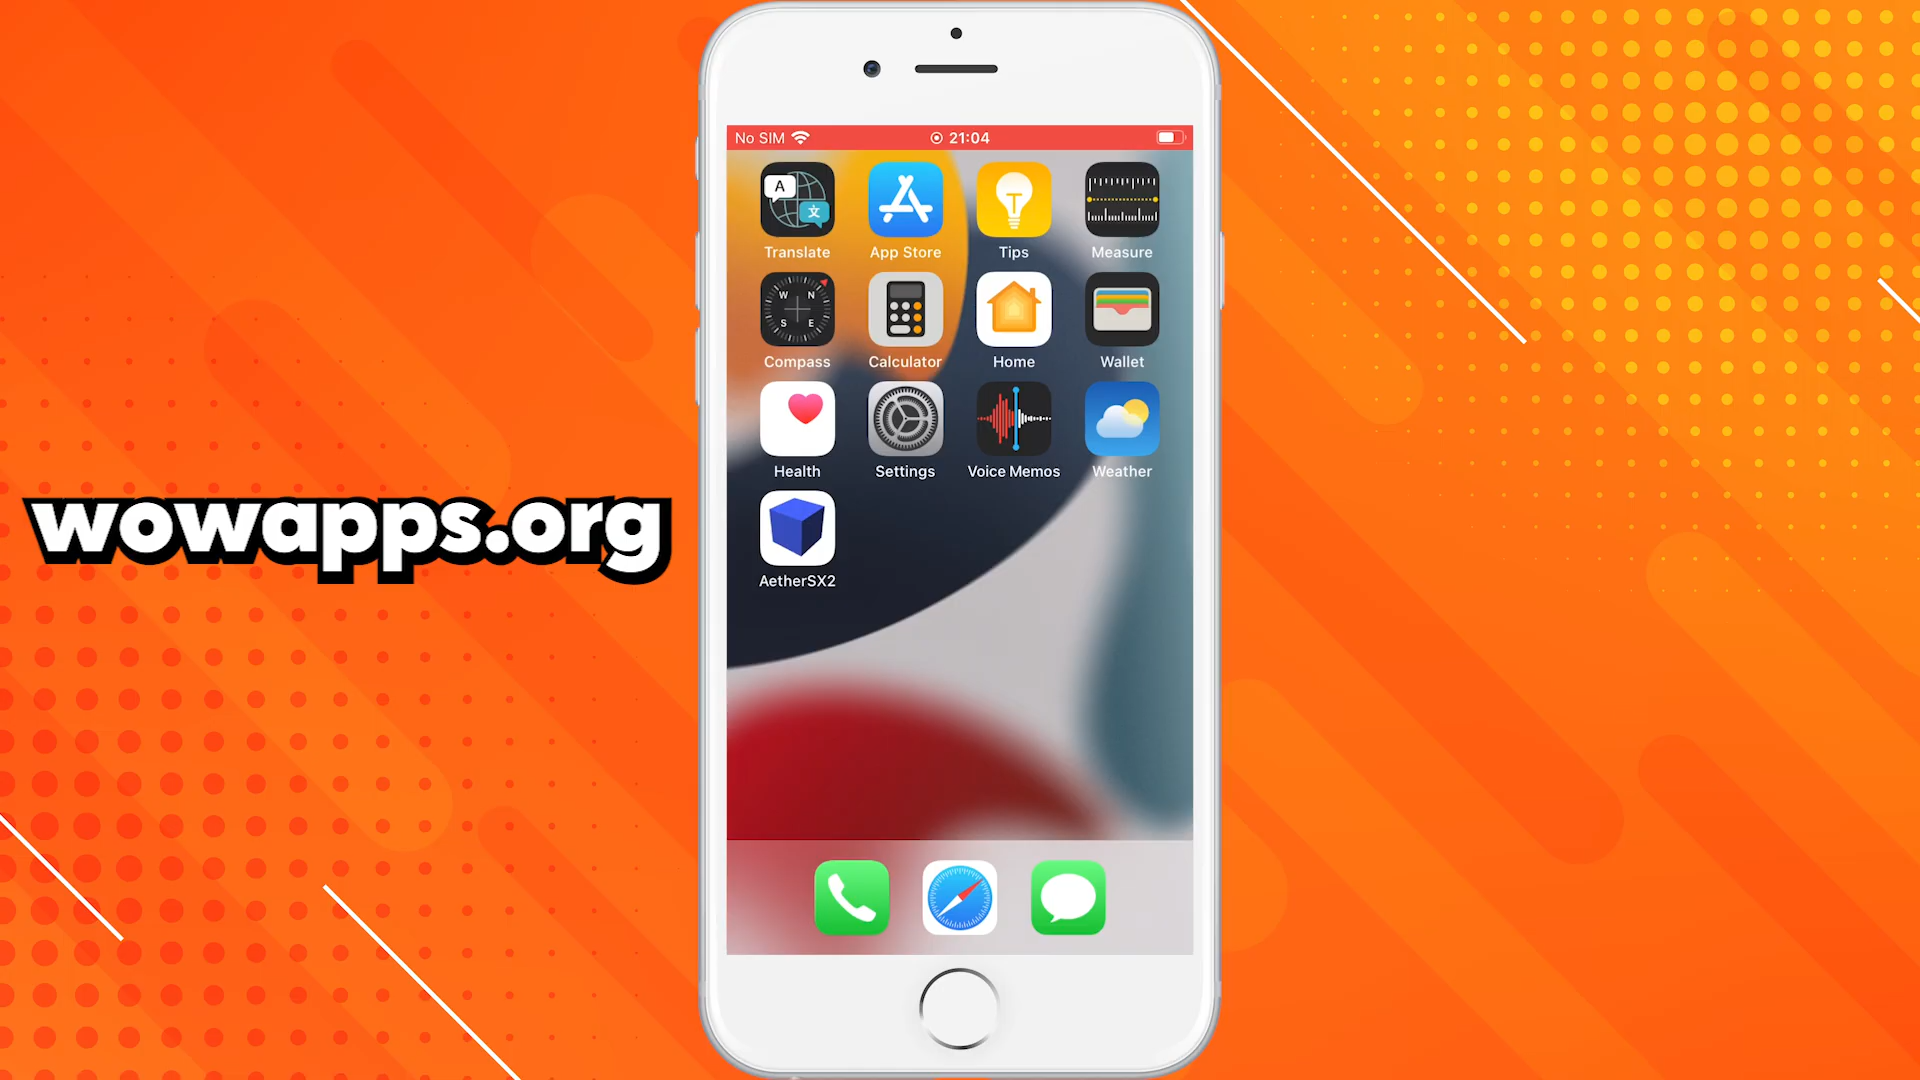 No SIM 21:04
A 文
Translate App Store Tips Measure
W N S E
Compass Calculator Home Wallet
Health Settings Voice Memos Weather
wowapps.org
AetherSX2